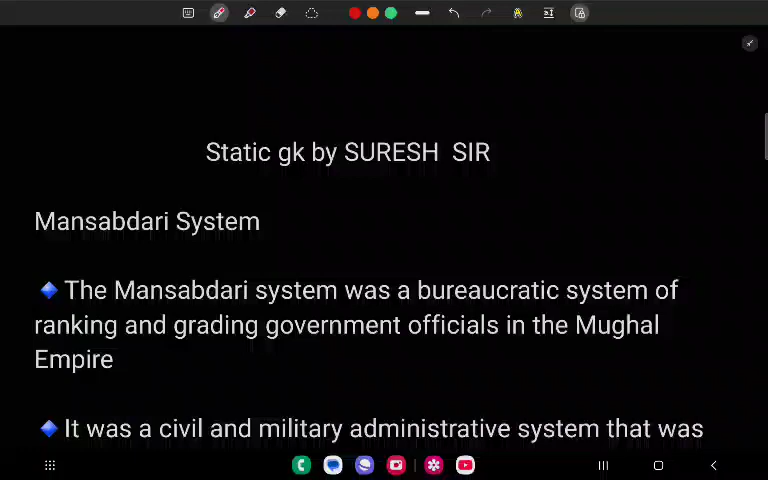 Static gk by SURESH SIR
Mansabdari System
🔹The Mansabdari system was a bureaucratic system of
ranking and grading government officials in the Mughal
Empire
🔹It was a civil and military administrative system that was